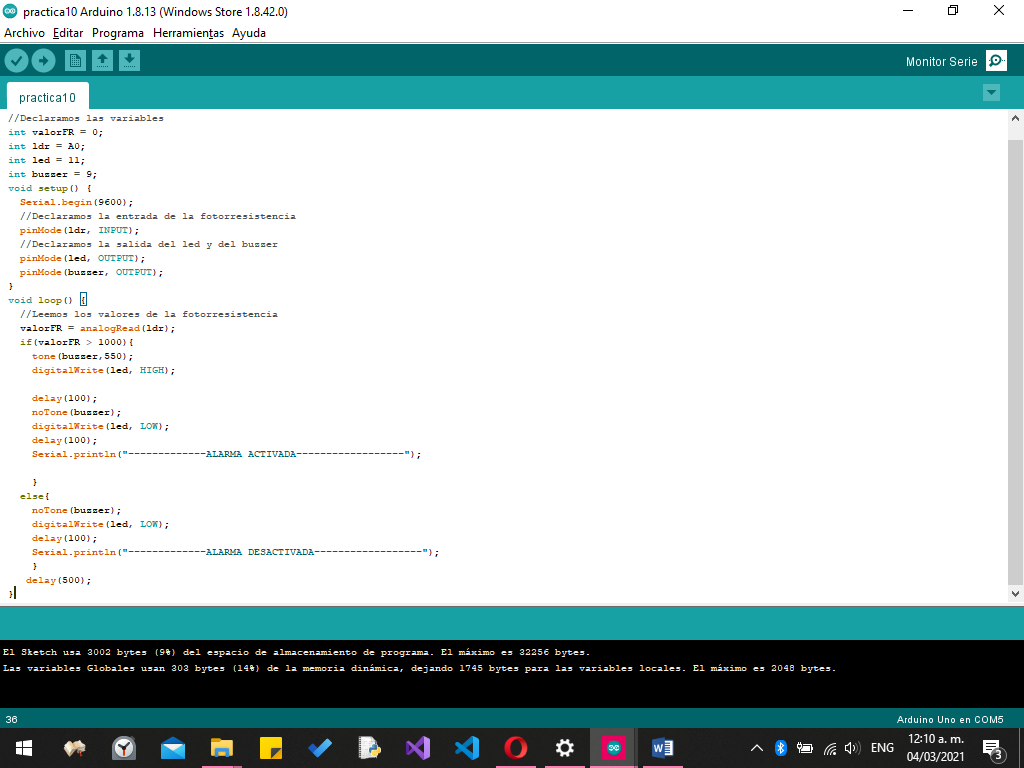 practica10 Arduino 1.8.13 (Windows Store 1.8.42.0)
Archivo Editar Programa Herramientas Ayuda
Monitor Serie
practica10
//Declaramos las variables
int valorFR = 0;
int ldr = A0;
int led = 11;
int buzzer = 9;
void setup() {
  Serial.begin(9600);
  //Declaramos la entrada de la fotorresistencia
  pinMode(ldr, INPUT);
  //Declaramos la salida del led y del buzzer
  pinMode(led, OUTPUT);
  pinMode(buzzer, OUTPUT);
}
void loop() {
  //Leemos los valores de la fotorresistencia
  valorFR = analogRead(ldr);
  if(valorFR > 1000){
    tone(buzzer,550);
    digitalWrite(led, HIGH);
    delay(100);
    noTone(buzzer);
    digitalWrite(led, LOW);
    delay(100);
    Serial.println("-------------ALARMA ACTIVADA------------------");
    }
  else{
    noTone(buzzer);
    digitalWrite(led, LOW);
    delay(100);
    Serial.println("-------------ALARMA DESACTIVADA------------------");
    }
   delay(500);
}
El Sketch usa 3002 bytes (9%) del espacio de almacenamiento de programa. El máximo es 32256 bytes.
Las variables Globales usan 303 bytes (14%) de la memoria dinámica, dejando 1745 bytes para las variables locales. El máximo es 2048 bytes.
36
Arduino Uno en COM5
ENG
12:10 a. m.
04/03/2021
3